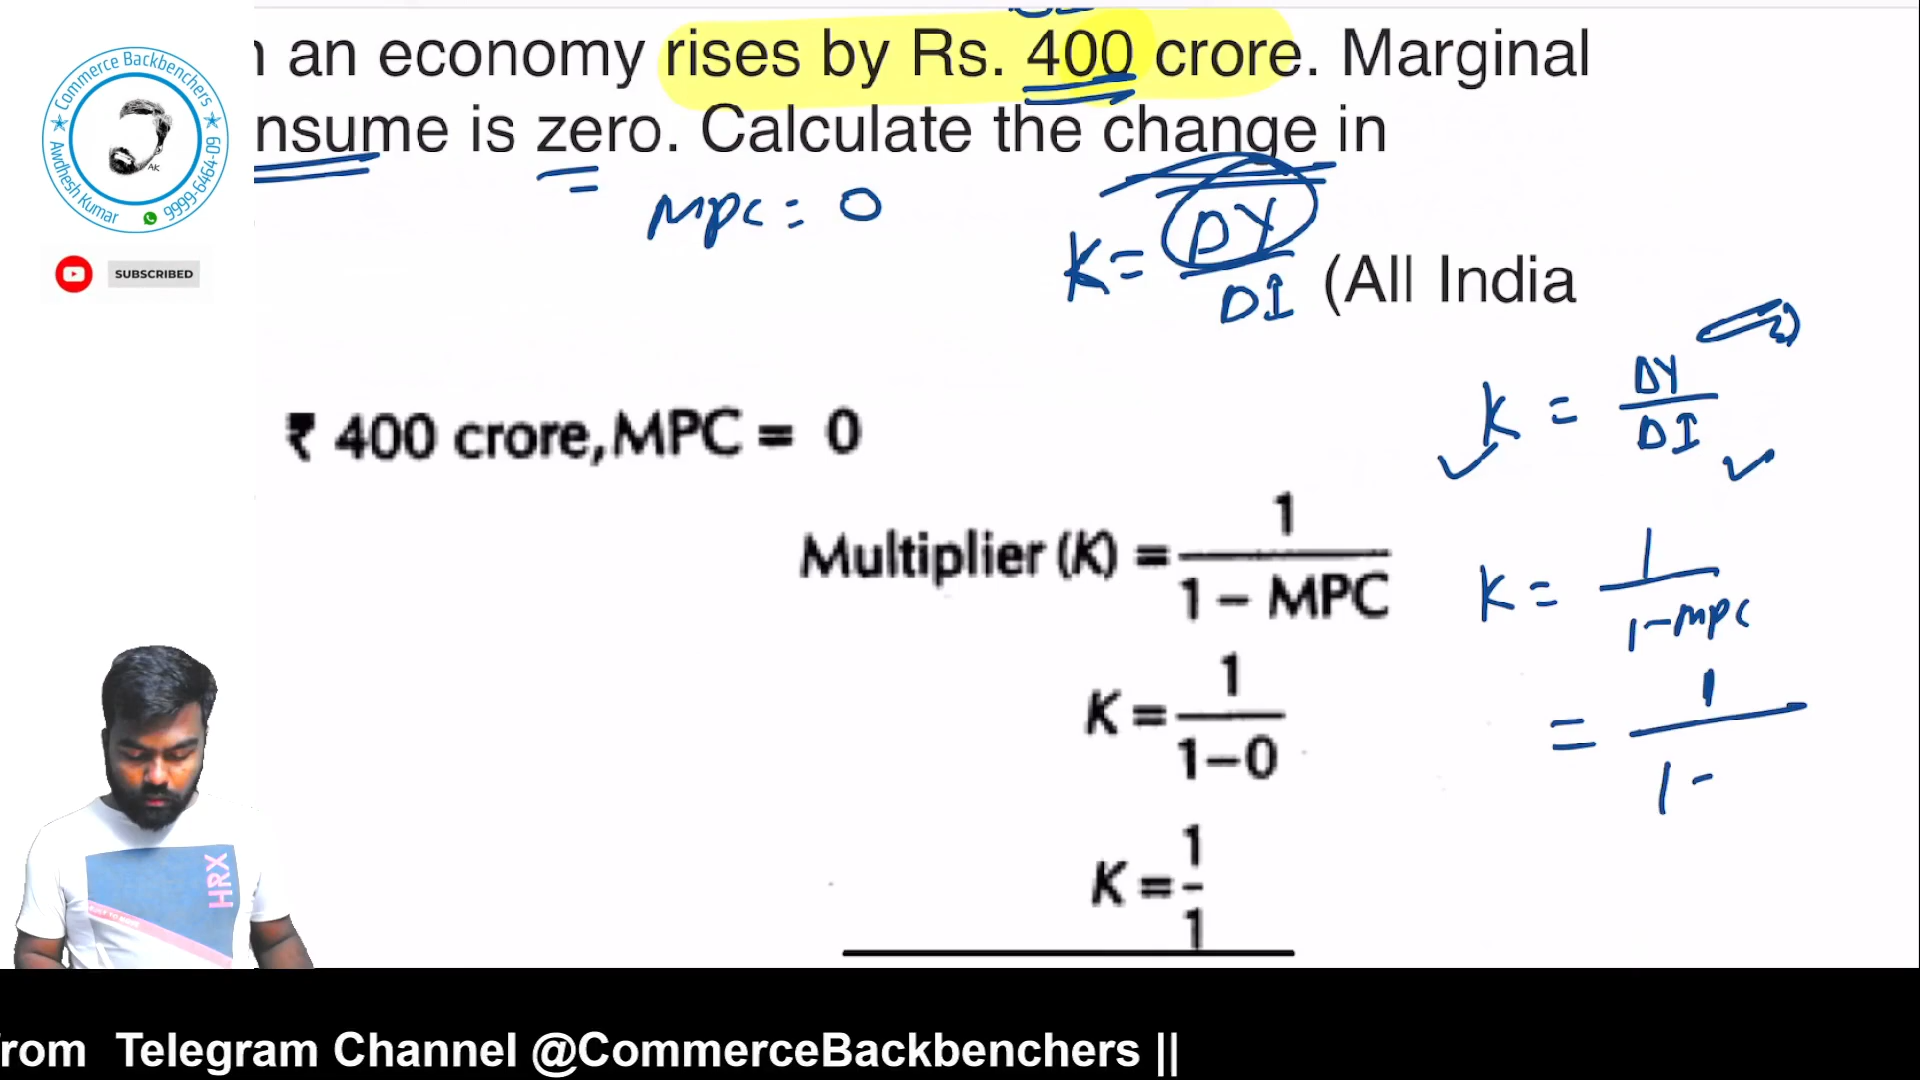 n an economy rises by Rs. 400 crore. Marginal
nsume is zero. Calculate the change in
MPC = 0
K = ΔY / ΔI
(All India
₹ 400 crore, MPC = 0
K = ΔY / ΔI
Multiplier (K) = 1 / 1 – MPC
K = 1 / 1-MPC
K = 1 / 1–0
= 1 / 1-
K = 1 / 1
Commerce Backbenchers
Awdhesh Kumar
9999-6464-09
AK
SUBSCRIBED
HRX
from Telegram Channel @CommerceBackbenchers ||